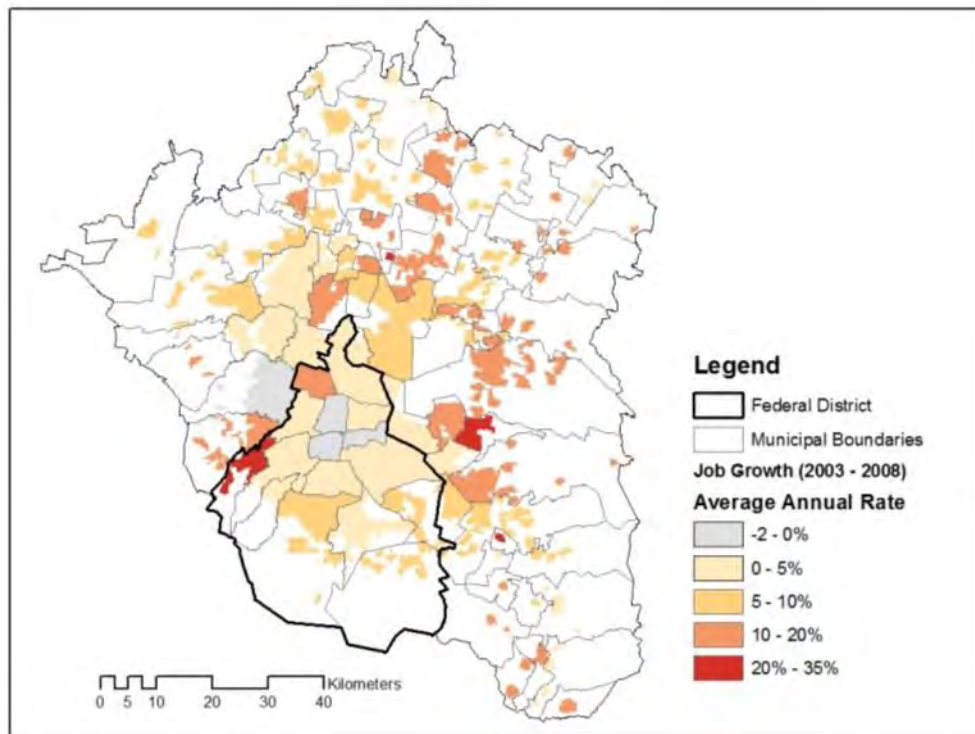 Legend
Federal District
Municipal Boundaries
Job Growth (2003 - 2008)
Average Annual Rate
-2 - 0%
0 - 5%
5 - 10%
10 - 20%
20% - 35%
Kilometers
0 5 10 20 30 40